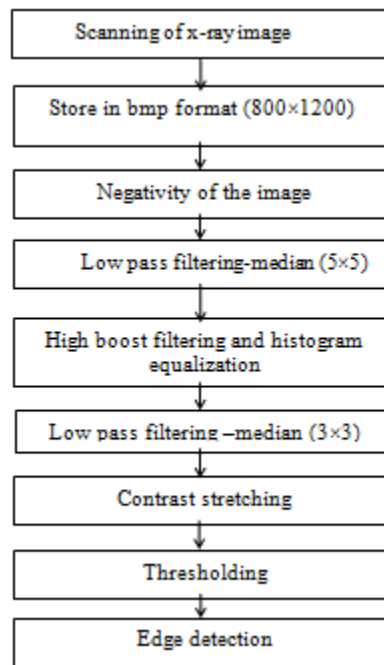 Scanning of x-ray image
Store in bmp format (800×1200)
Negativity of the image
Low pass filtering-median (5×5)
High boost filtering and histogram
equalization
Low pass filtering –median (3×3)
Contrast stretching
Thresholding
Edge detection